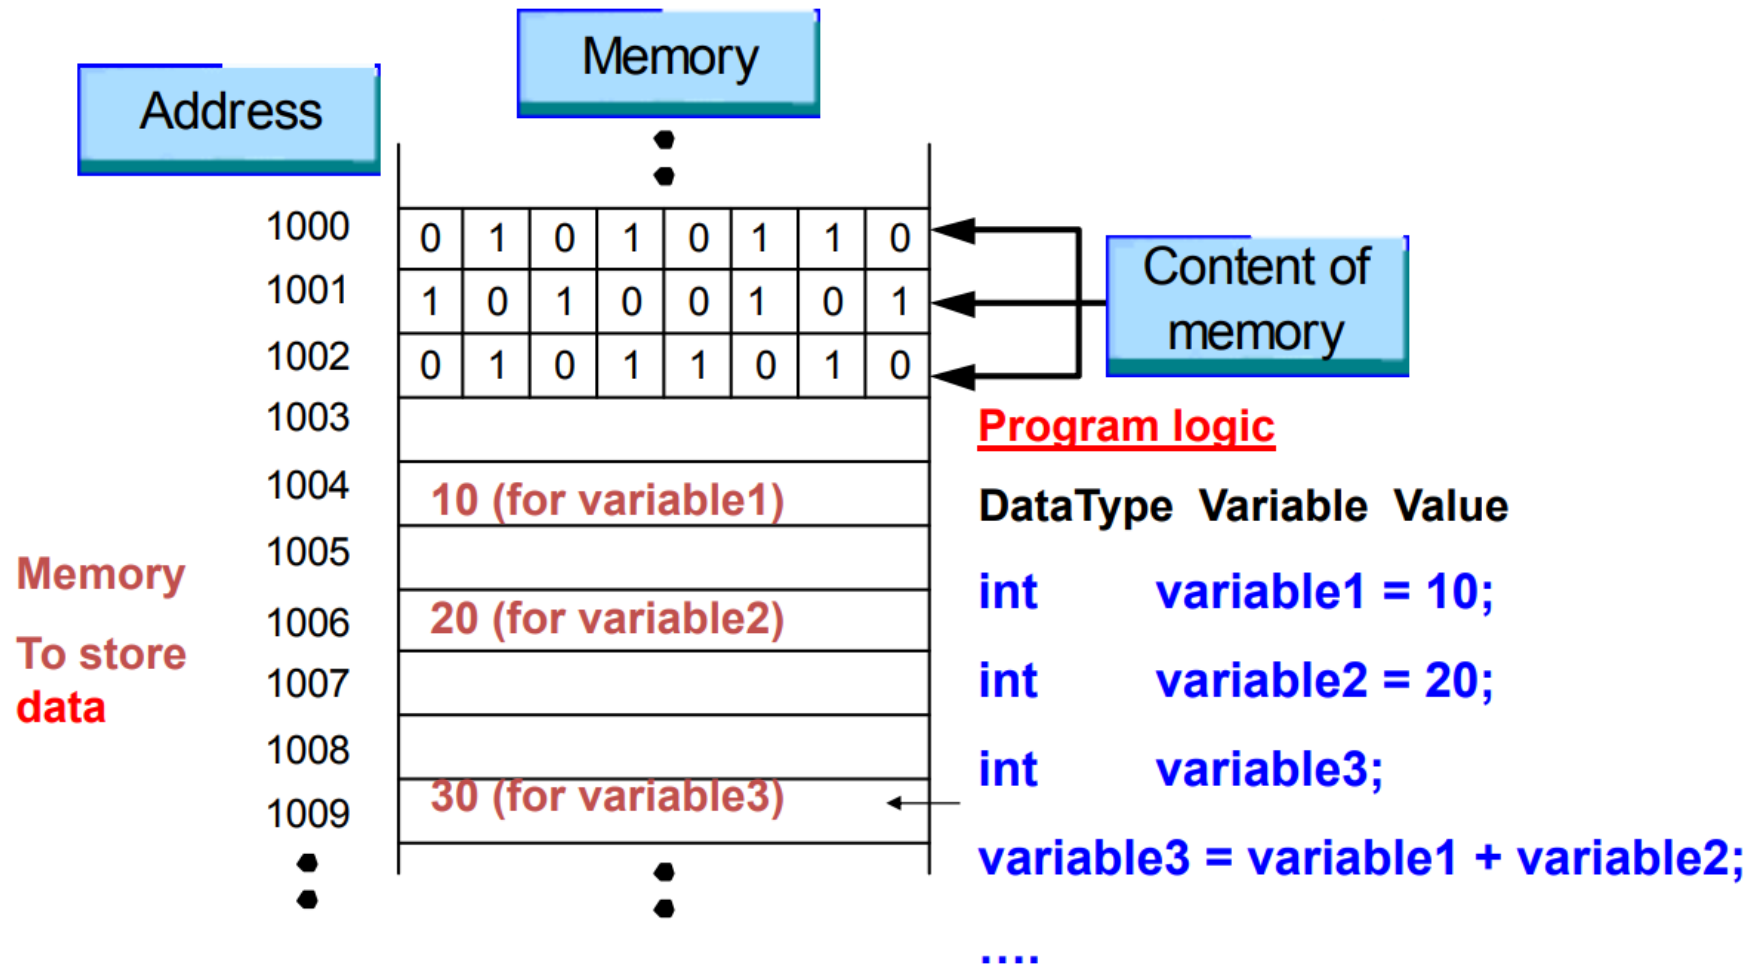 Memory
Address
1000 0 1 0 1 0 1 1 0
1001 1 0 1 0 0 1 0 1
1002 0 1 0 1 1 0 1 0
Content of
memory
1003
1004 10 (for variable1)
1005
1006 20 (for variable2)
1007
1008
1009 30 (for variable3)
Memory
To store
data
Program logic
DataType Variable Value
int variable1 = 10;
int variable2 = 20;
int variable3;
variable3 = variable1 + variable2;
....